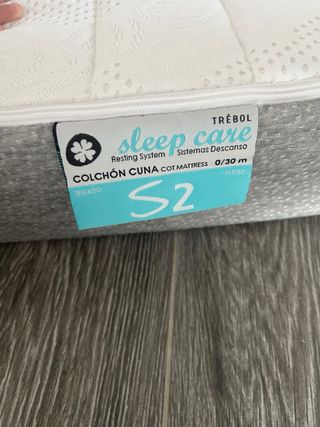 TRÉBOL
sleep care
Resting System Sistemas Descanso
COLCHÓN CUNA COT MATTRESS 0/30 m
TESTADO TESTED
S2